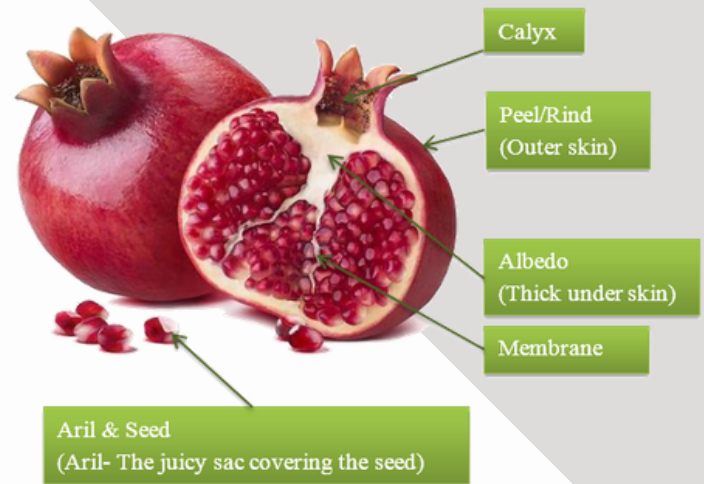 Calyx
Peel/Rind
(Outer skin)
Albedo
(Thick under skin)
Membrane
Aril & Seed
(Aril- The juicy sac covering the seed)